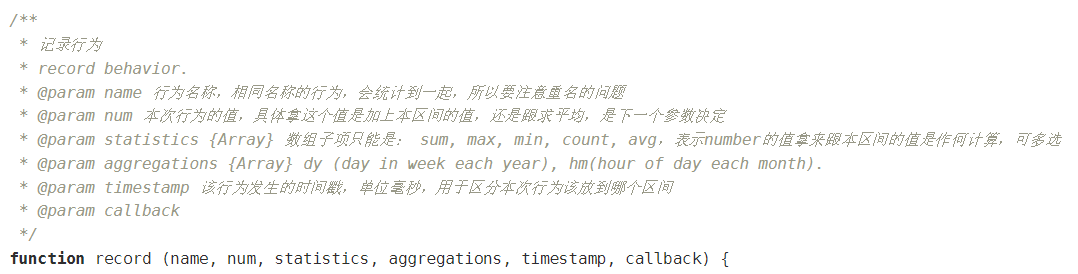 /**
 * 记录行为
 * record behavior.
 * @param name 行为名称，相同名称的行为，会统计到一起，所以要注意重名的问题
 * @param num 本次行为的值，具体拿这个值是加上本区间的值，还是跟求平均，是下一个参数决定
 * @param statistics {Array} 数组子项只能是： sum, max, min, count, avg，表示number的值拿来跟本区间的值是作何计算，可多选
 * @param aggregations {Array} dy (day in week each year), hm(hour of day each month).
 * @param timestamp 该行为发生的时间戳，单位毫秒，用于区分本次行为该放到哪个区间
 * @param callback
 */
function record (name, num, statistics, aggregations, timestamp, callback) {